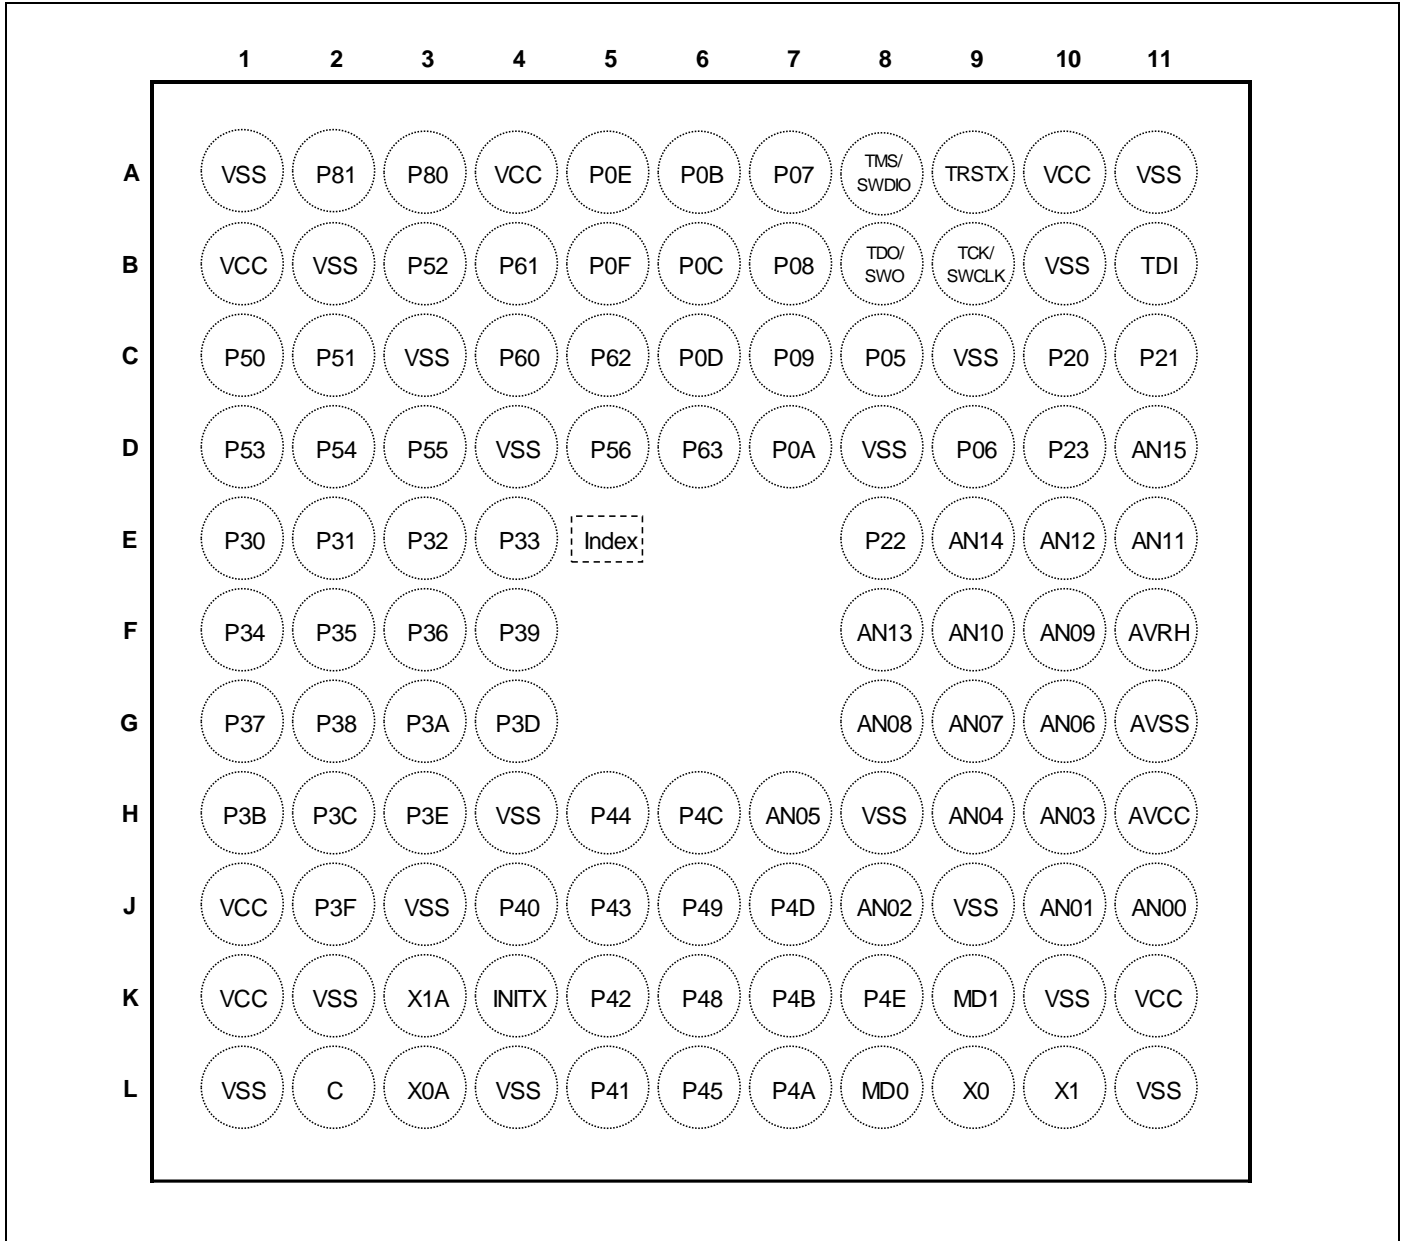 1 2 3 4 5 6 7 8 9 10 11
A VSS P81 P80 VCC P0E P0B P07 TMS/ SWDIO TRSTX VCC VSS
B VCC VSS P52 P61 P0F P0C P08 TDO/ SWO TCK/ SWCLK VSS TDI
C P50 P51 VSS P60 P62 P0D P09 P05 VSS P20 P21
D P53 P54 P55 VSS P56 P63 P0A VSS P06 P23 AN15
E P30 P31 P32 P33 Index P22 AN14 AN12 AN11
F P34 P35 P36 P39 AN13 AN10 AN09 AVRH
G P37 P38 P3A P3D AN08 AN07 AN06 AVSS
H P3B P3C P3E VSS P44 P4C AN05 VSS AN04 AN03 AVCC
J VCC P3F VSS P40 P43 P49 P4D AN02 VSS AN01 AN00
K VCC VSS X1A INITX P42 P48 P4B P4E MD1 VSS VCC
L VSS C X0A VSS P41 P45 P4A MD0 X0 X1 VSS